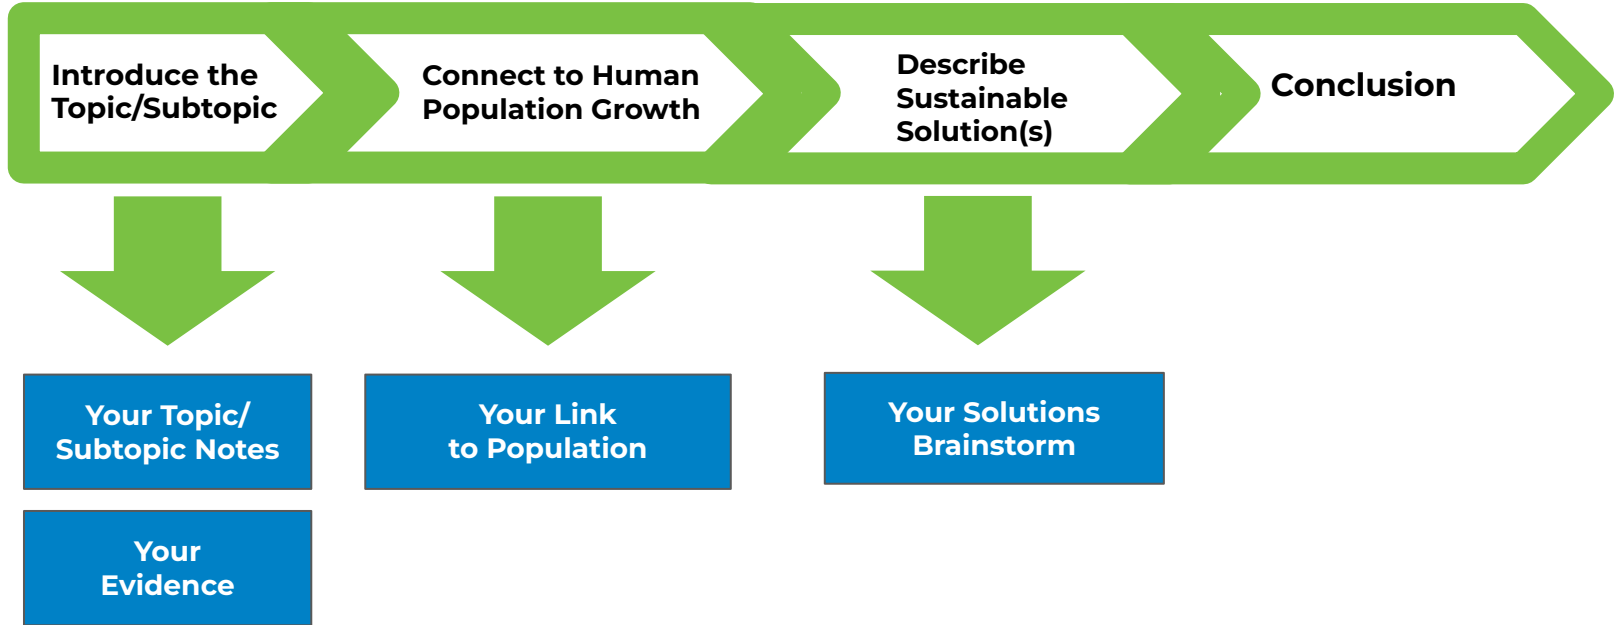 Introduce the
Topic/Subtopic
Connect to Human
Population Growth
Describe
Sustainable
Solution(s)
Conclusion
Your Topic/
Subtopic Notes
Your Link
to Population
Your Solutions
Brainstorm
Your
Evidence